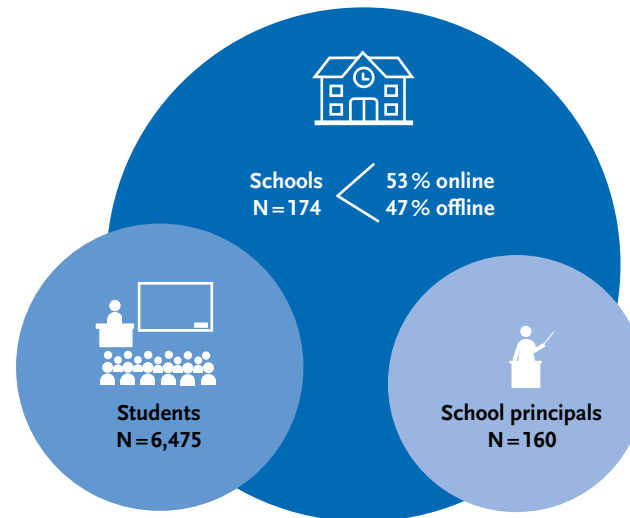 Schools
N = 174
53 % online
47 % offline
Students
N = 6,475
School principals
N = 160